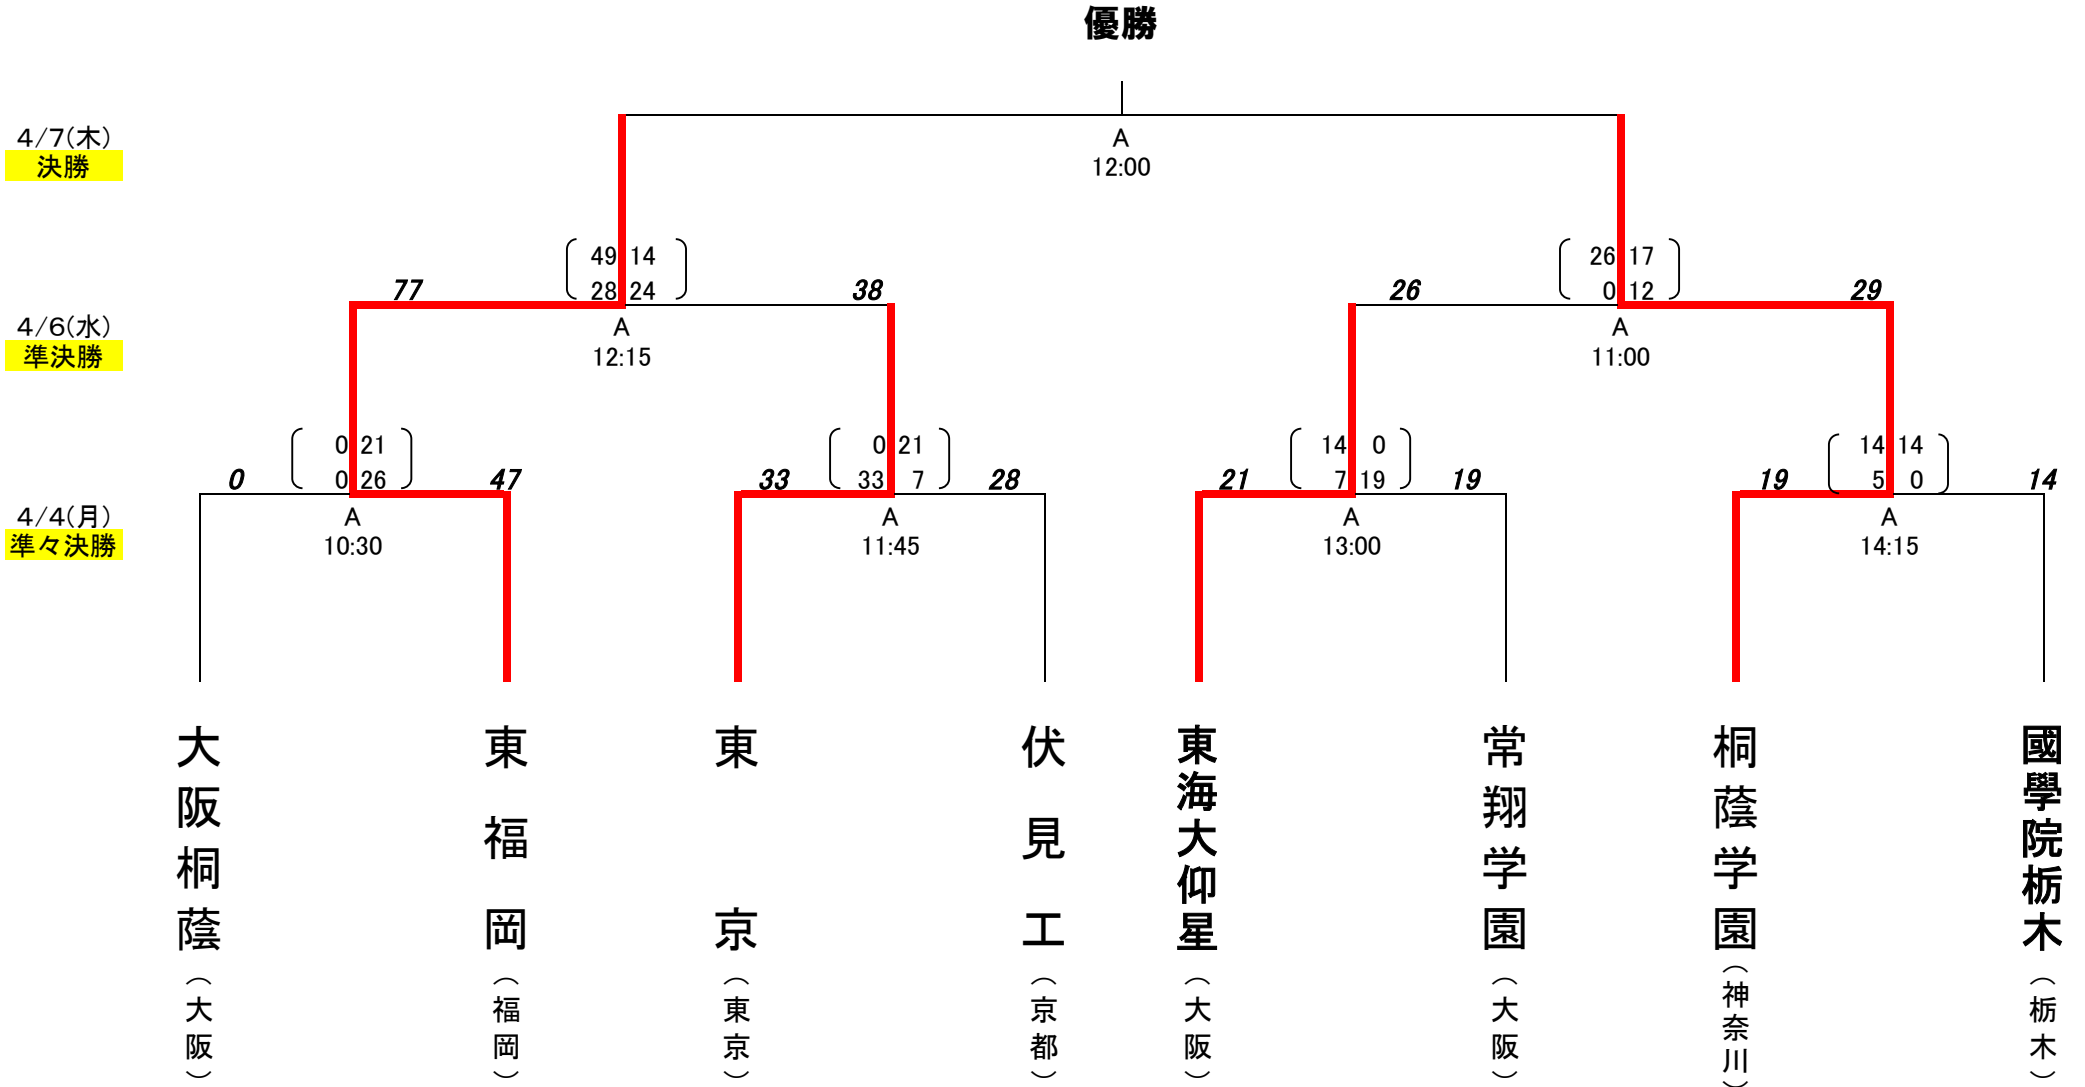 優勝
4/7(木)
決勝
A
12:00
49 14
28 24
77
38
26 17
0 12
26
29
4/6(水)
準決勝
A
12:15
A
11:00
0 21
0 26
0
47
0 21
33 7
33
28
14 0
7 19
21
19
14 14
5 0
19
14
4/4(月)
準々決勝
A
10:30
A
11:45
A
13:00
A
14:15
大阪桐蔭(大阪)
東福岡(福岡)
東京(東京)
伏見工(京都)
東海大仰星(大阪)
常翔学園(大阪)
桐蔭学園(神奈川)
國學院栃木(栃木)